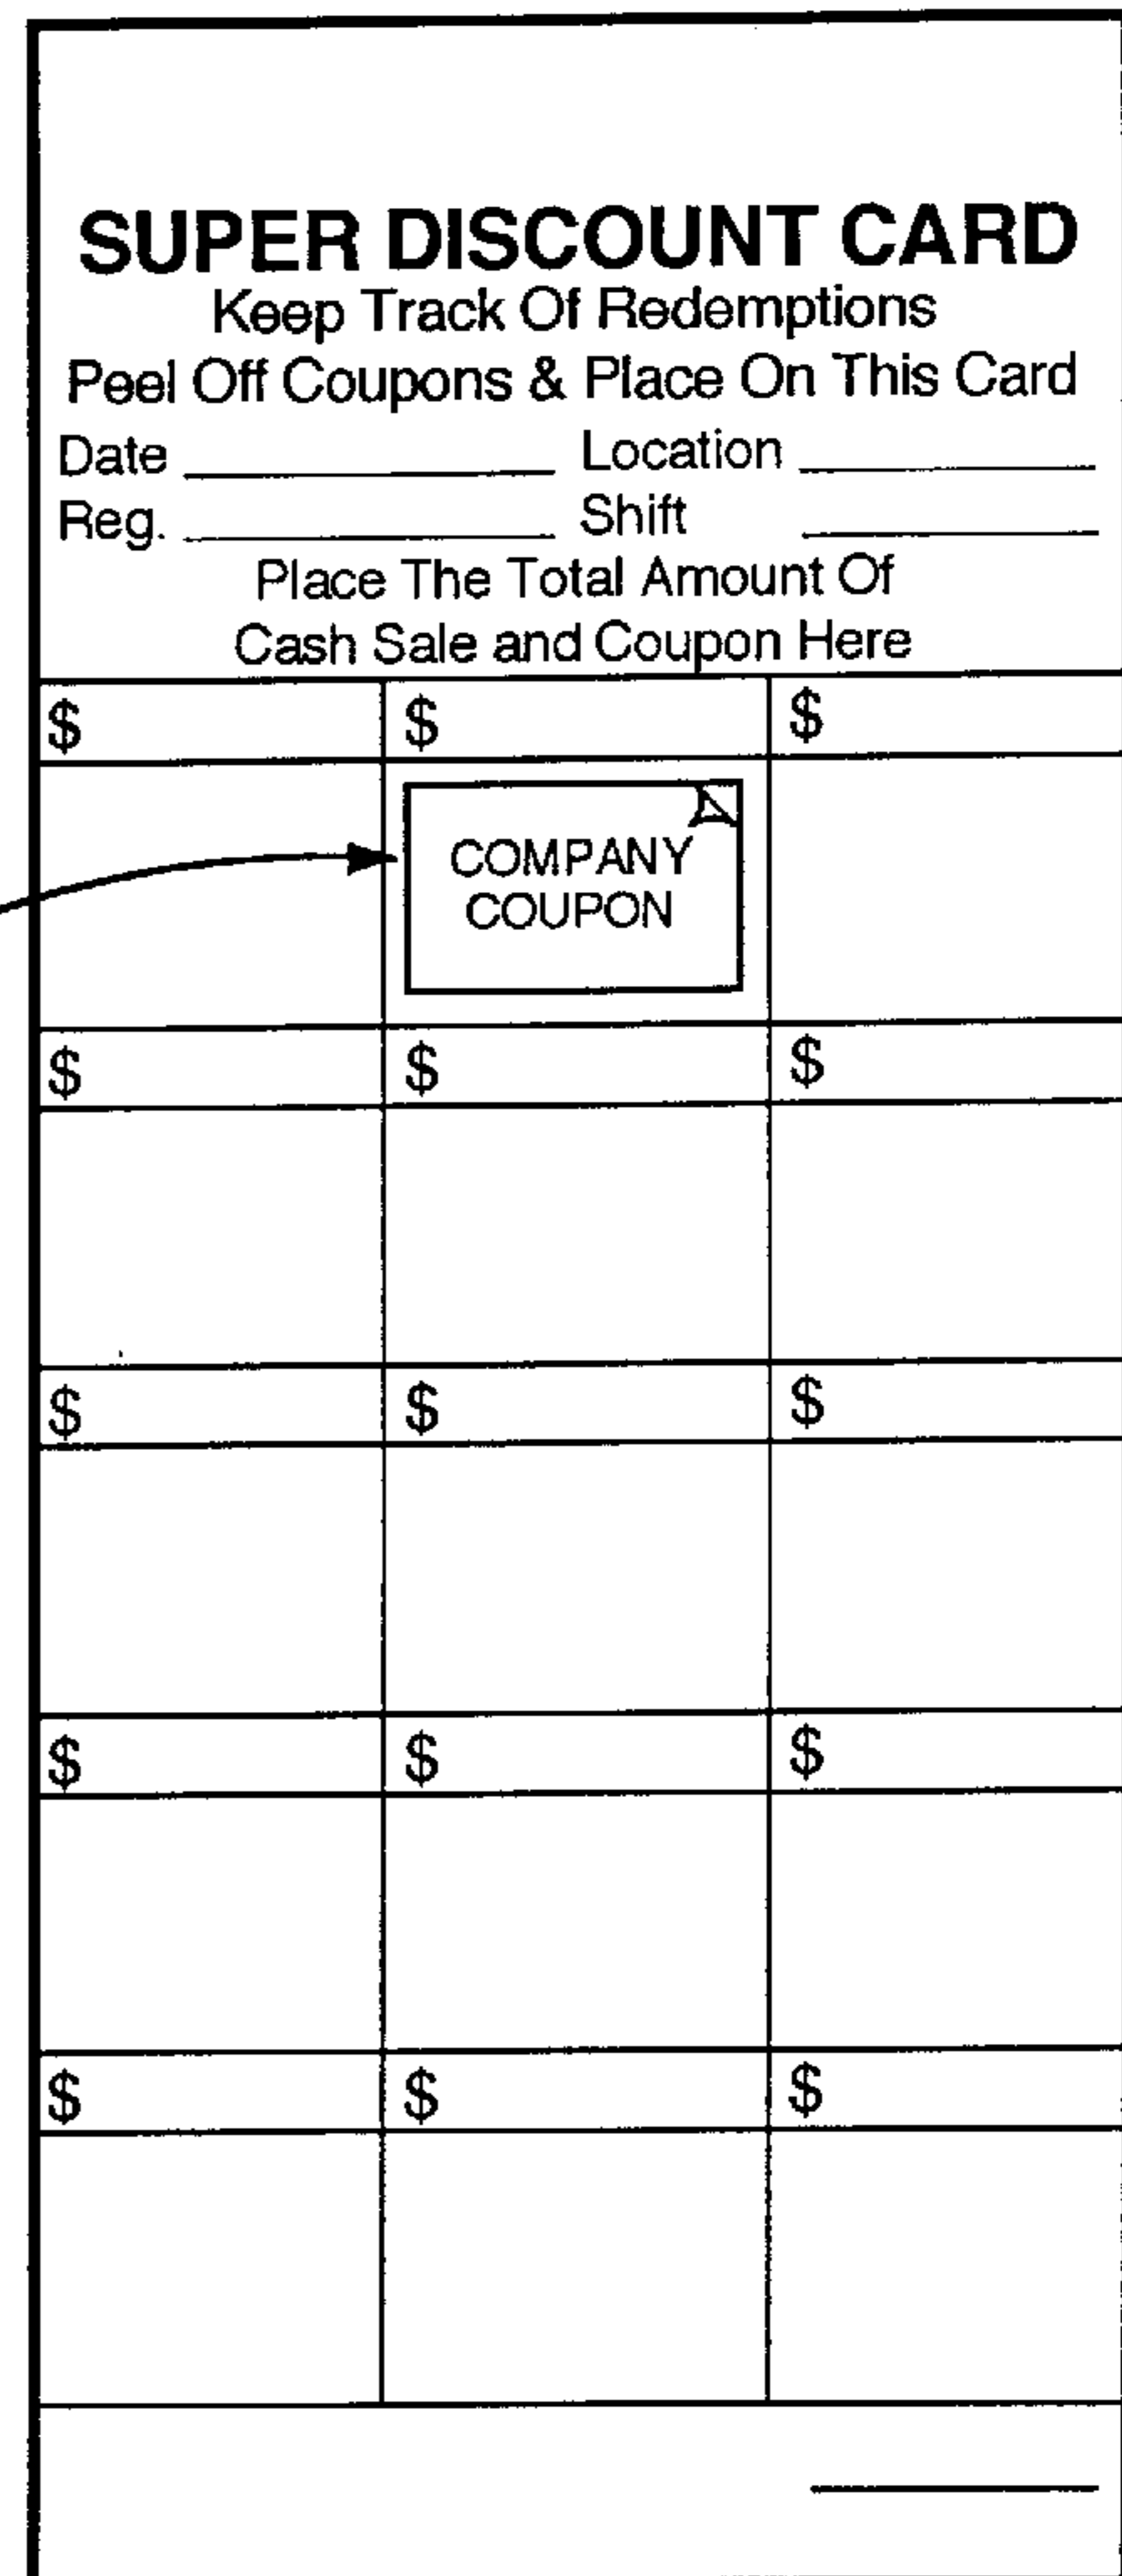 SUPER DISCOUNT CARD
Keep Track Of Redemptions
Peel Off Coupons & Place On This Card
Date Location
Reg. Shift
Place The Total Amount Of
Cash Sale and Coupon Here
$ $ $
COMPANY
COUPON
$ $ $
$ $ $
$ $ $
$ $ $